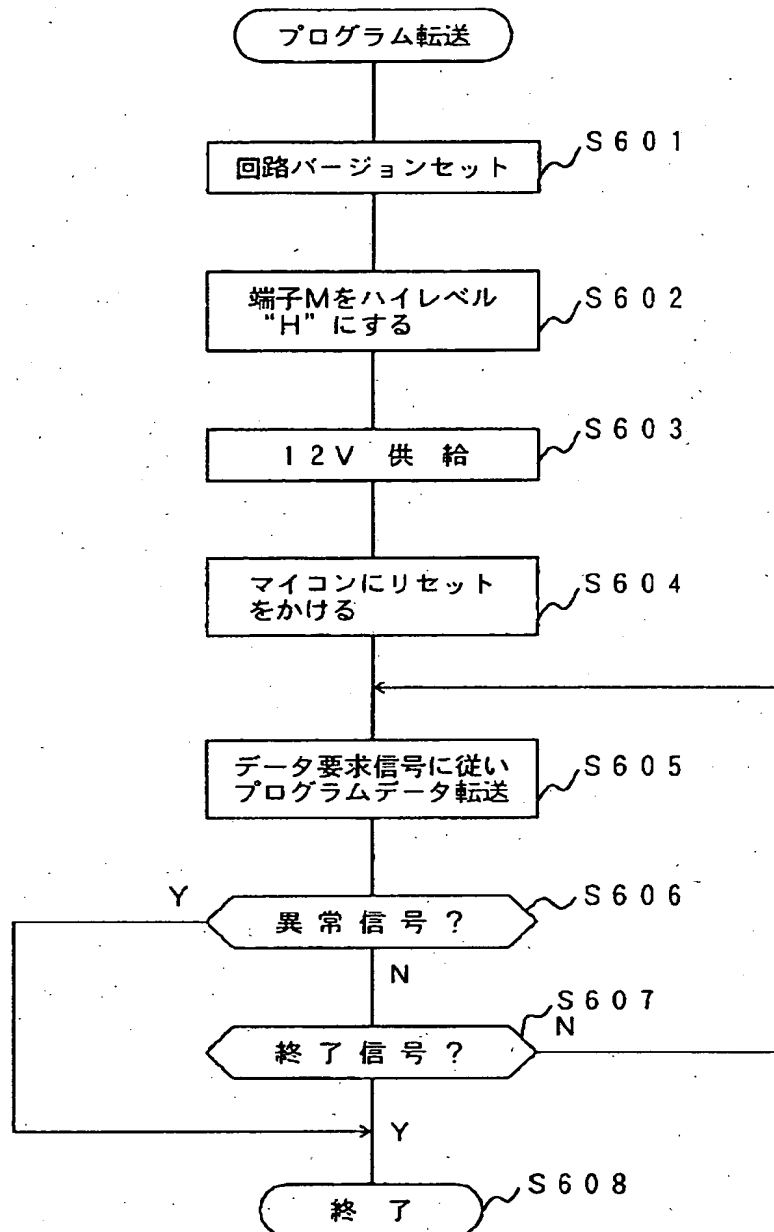 プログラム転送
S601
回路バージョンセット
端子Mをハイレベル
“H”にする
S602
S603
12V 供 給
マイコンにリセット
をかける
S604
データ要求信号に従い
プログラムデータ転送
S605
Y
S606
異 常 信 号 ?
N
S607
N
終 了 信 号 ?
Y
S608
終 了